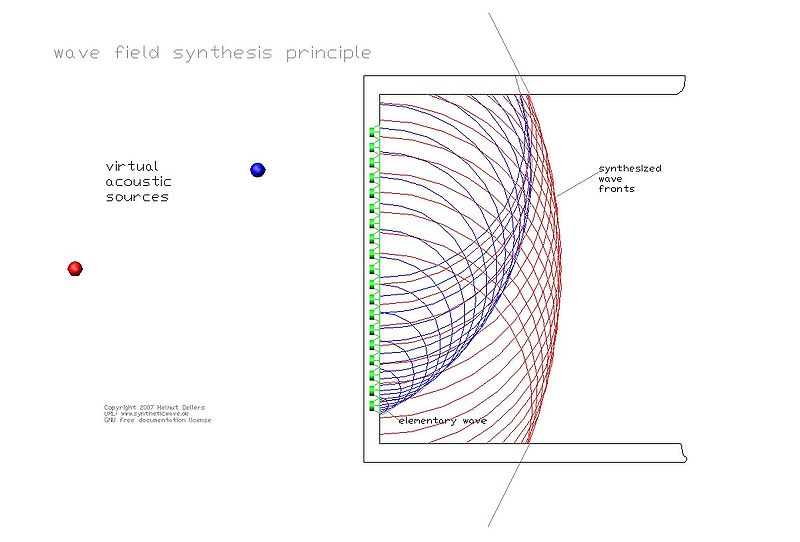 wave field synthesis principle
virtual
acoustic
sources
synthesized
wave
fronts
elementary wave
Copyright 2007 Helmut Oellers
URL: www.syntheticwave.de
GNU free documentation license